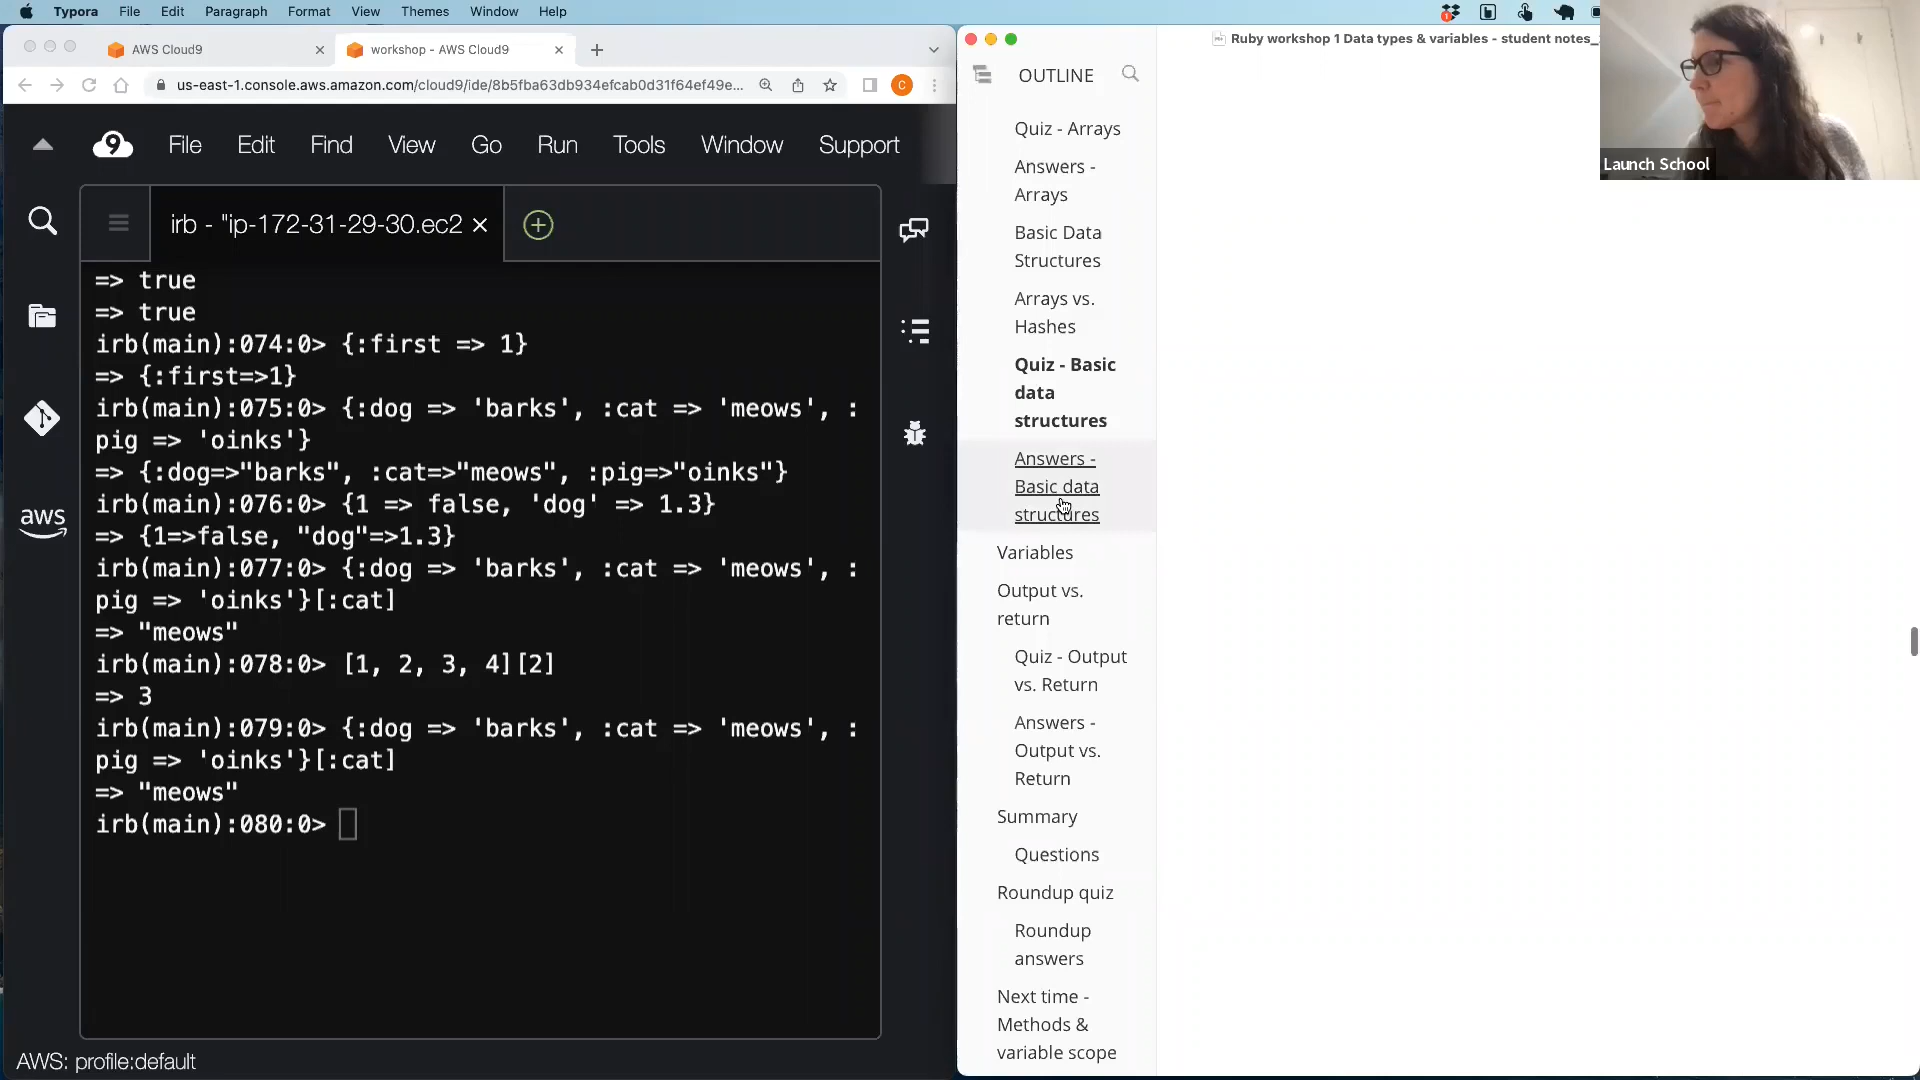 Typora File Edit Paragraph Format View Themes Window Help
AWS Cloud9
workshop - AWS Cloud9
us-east-1.console.aws.amazon.com/cloud9/ide/8b5fba63db934efcab0d31f64ef49e...
C
9 File Edit Find View Go Run Tools Window Support
irb - "ip-172-31-29-30.ec2
=> true
=> true
irb(main):074:0> {:first => 1}
=> {:first=>1}
irb(main):075:0> {:dog => 'barks', :cat => 'meows', :
pig => 'oinks'}
=> {:dog=>"barks", :cat=>"meows", :pig=>"oinks"}
irb(main):076:0> {1 => false, 'dog' => 1.3}
=> {1=>false, "dog"=>1.3}
irb(main):077:0> {:dog => 'barks', :cat => 'meows', :
pig => 'oinks'}[:cat]
=> "meows"
irb(main):078:0> [1, 2, 3, 4][2]
=> 3
irb(main):079:0> {:dog => 'barks', :cat => 'meows', :
pig => 'oinks'}[:cat]
=> "meows"
irb(main):080:0>
aws
AWS: profile:default
Ruby workshop 1 Data types & variables - student notes_
OUTLINE
Quiz - Arrays
Answers -
Arrays
Basic Data
Structures
Arrays vs.
Hashes
Quiz - Basic
data
structures
Answers -
Basic data
structures
Variables
Output vs.
return
Quiz - Output
vs. Return
Answers -
Output vs.
Return
Summary
Questions
Roundup quiz
Roundup
answers
Next time -
Methods &
variable scope
Launch School